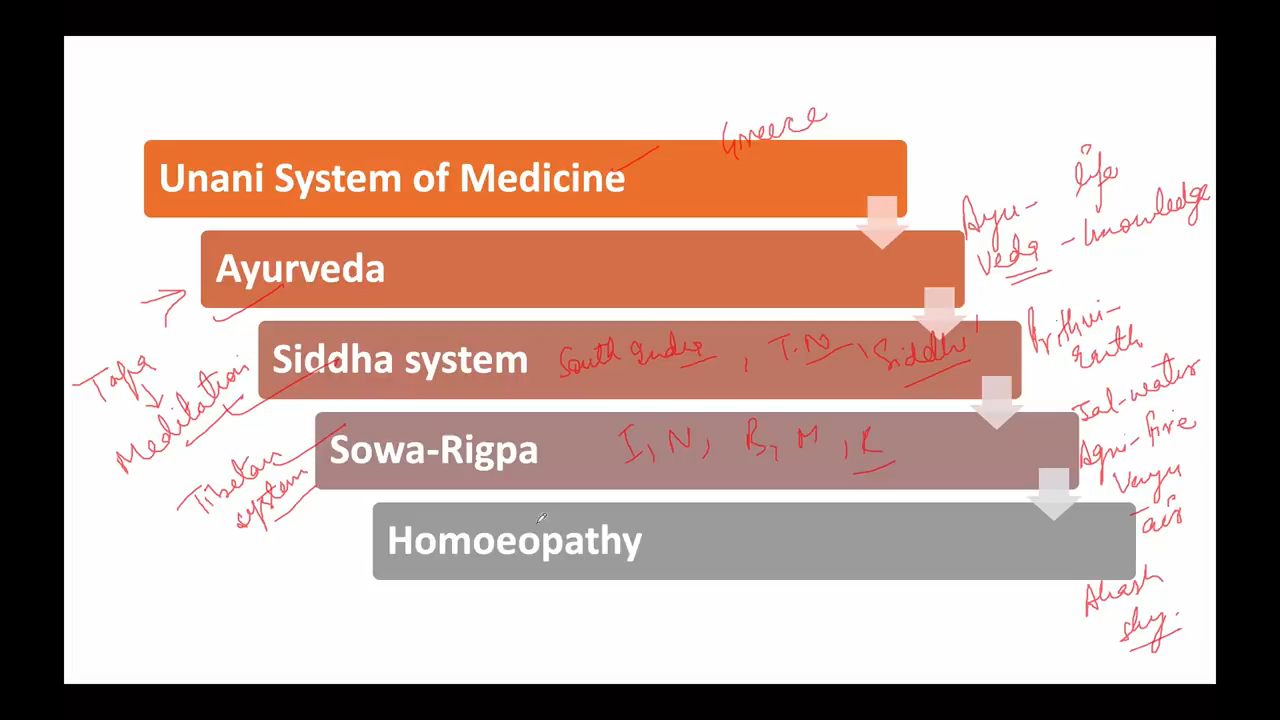 Greece
Unani System of Medicine
life
Ayu-
Veda - knowledge
Ayurveda
Prithvi-
Earth
Siddha system South India, T.N, Siddhi
Tapa
Meditation
Jal-water
Agni-fire
Vayu
-air
Sowa-Rigpa I, N, B, M, R
Tibetan
system
Homoeopathy
Akash
sky.